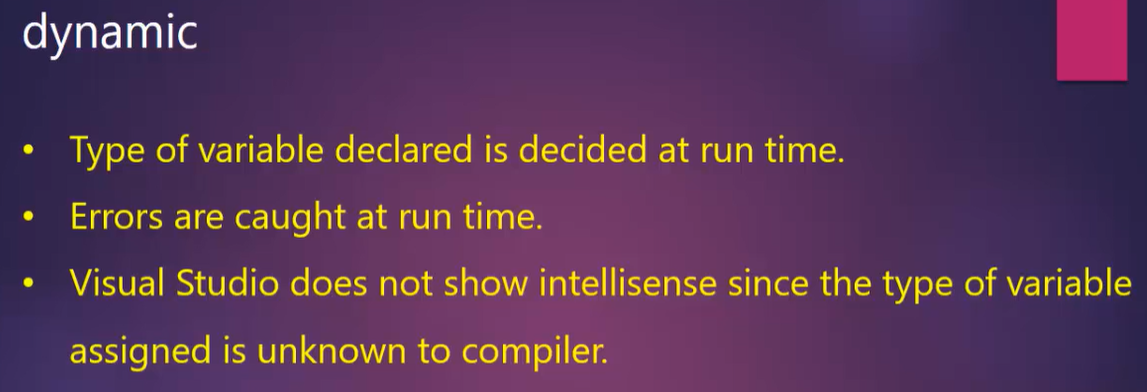 dynamic
• Type of variable declared is decided at run time.
• Errors are caught at run time.
• Visual Studio does not show intellisense since the type of variable
assigned is unknown to compiler.